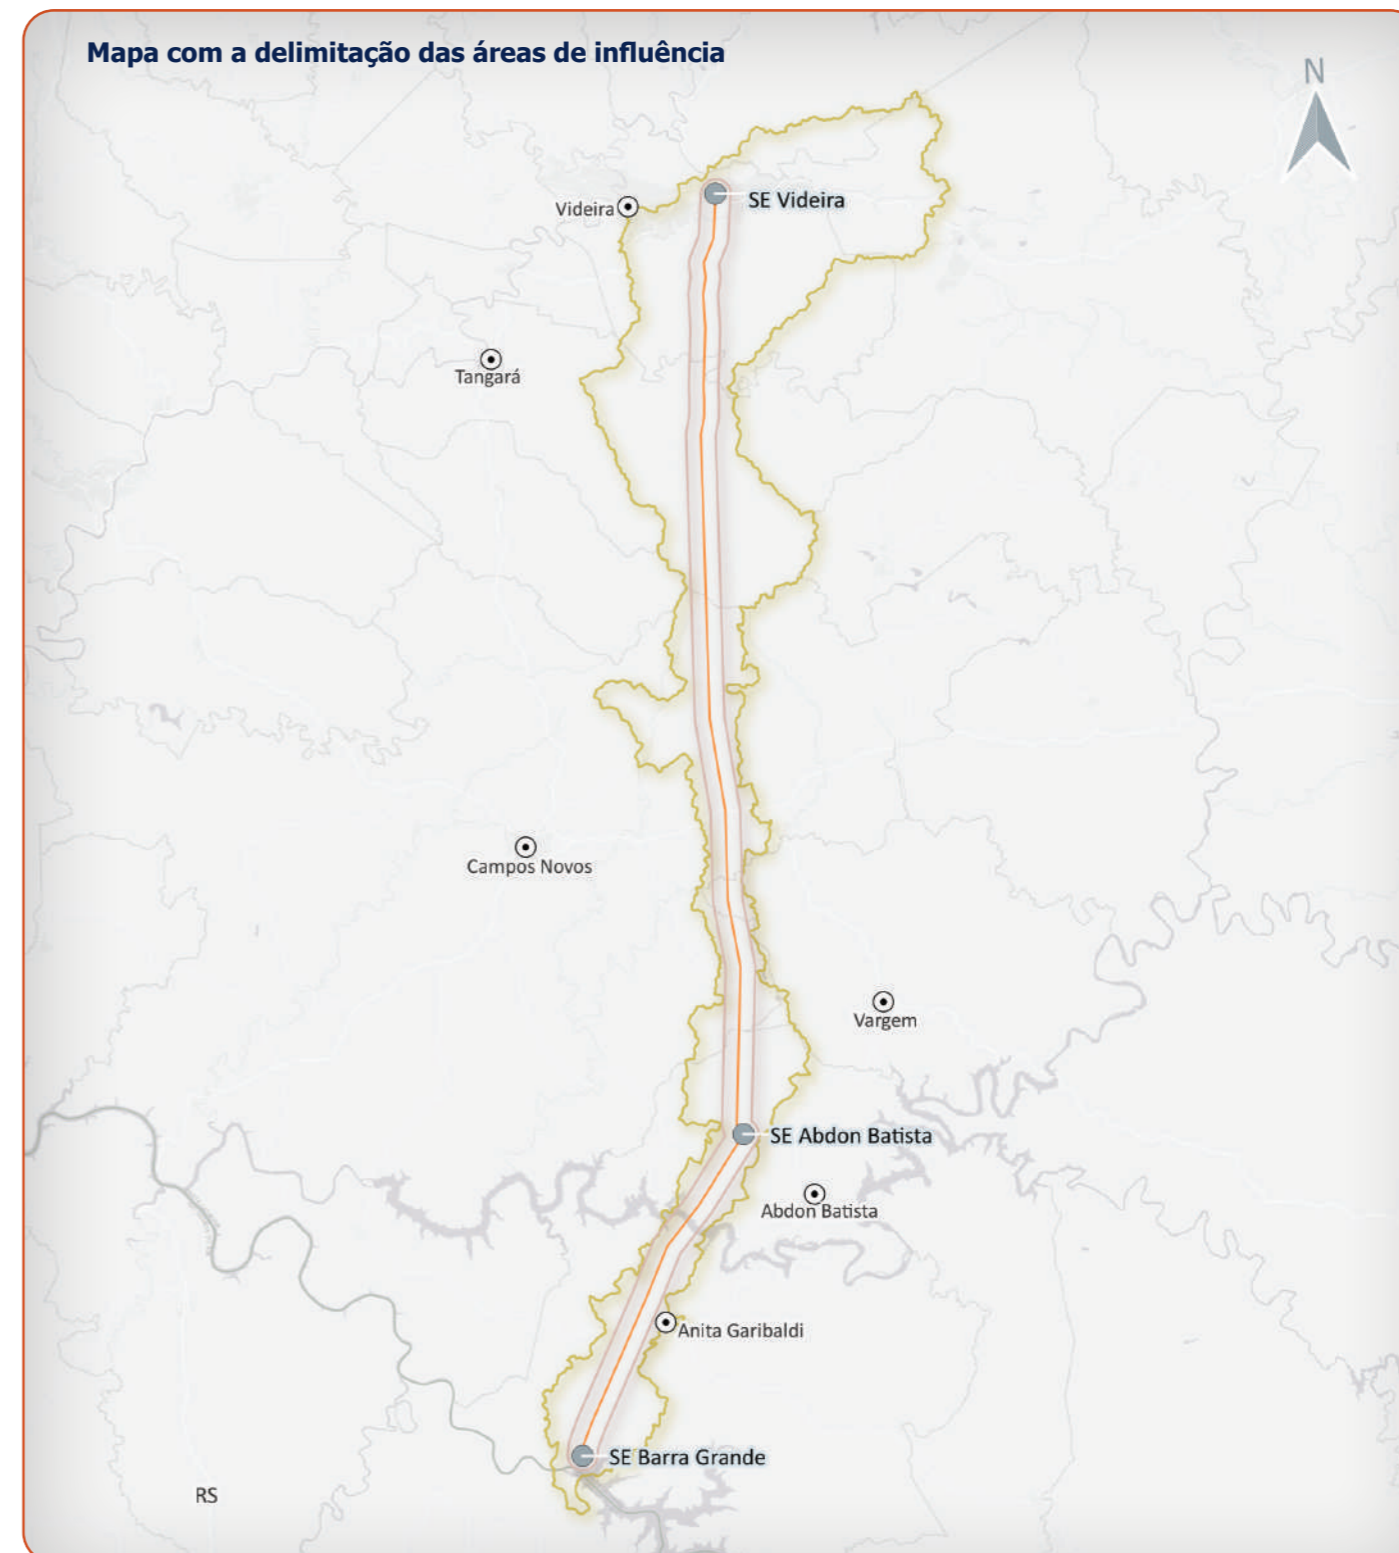 Mapa com a delimitação das áreas de influência
N
SE Videira
Videira
Tangará
Campos Novos
Vargem
SE Abdon Batista
Abdon Batista
Anita Garibaldi
SE Barra Grande
RS